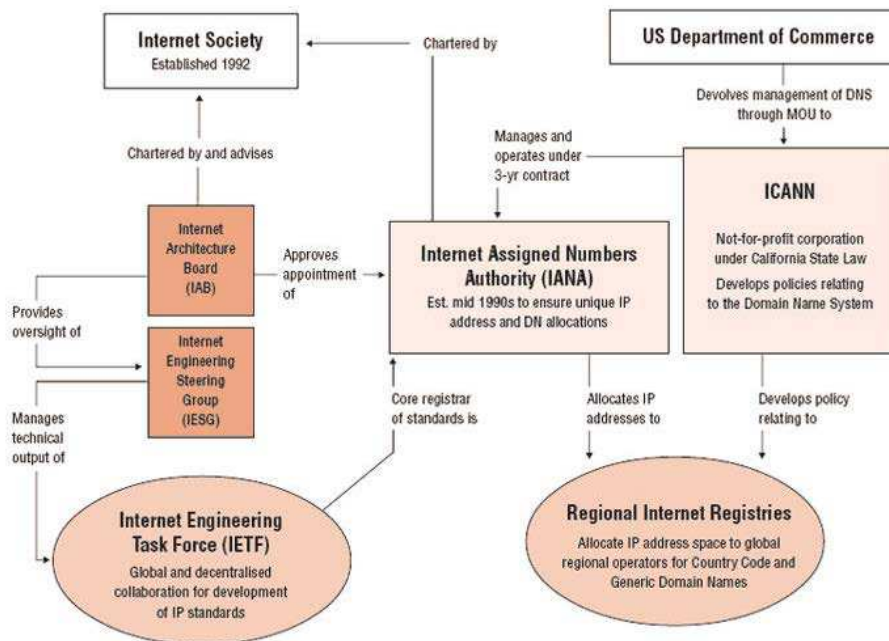 Internet Society
Established 1992
Chartered by
US Department of Commerce
Devolves management of DNS
through MOU to
Chartered by and advises
Manages and
operates under
3-yr contract
ICANN
Not-for-profit corporation
under California State Law
Develops policies relating
to the Domain Name System
Internet
Architecture
Board
(IAB)
Approves
appointment
of
Internet Assigned Numbers
Authority (IANA)
Est. mid 1990s to ensure unique IP
address and DN allocations
Provides
oversight of
Internet
Engineering
Steering
Group
(IESG)
Manages
technical
output of
Core registrar
of standards is
Allocates IP
addresses to
Develops policy
relating to
Internet Engineering
Task Force (IETF)
Global and decentralised
collaboration for development
of IP standards
Regional Internet Registries
Allocate IP address space to global
regional operators for Country Code and
Generic Domain Names